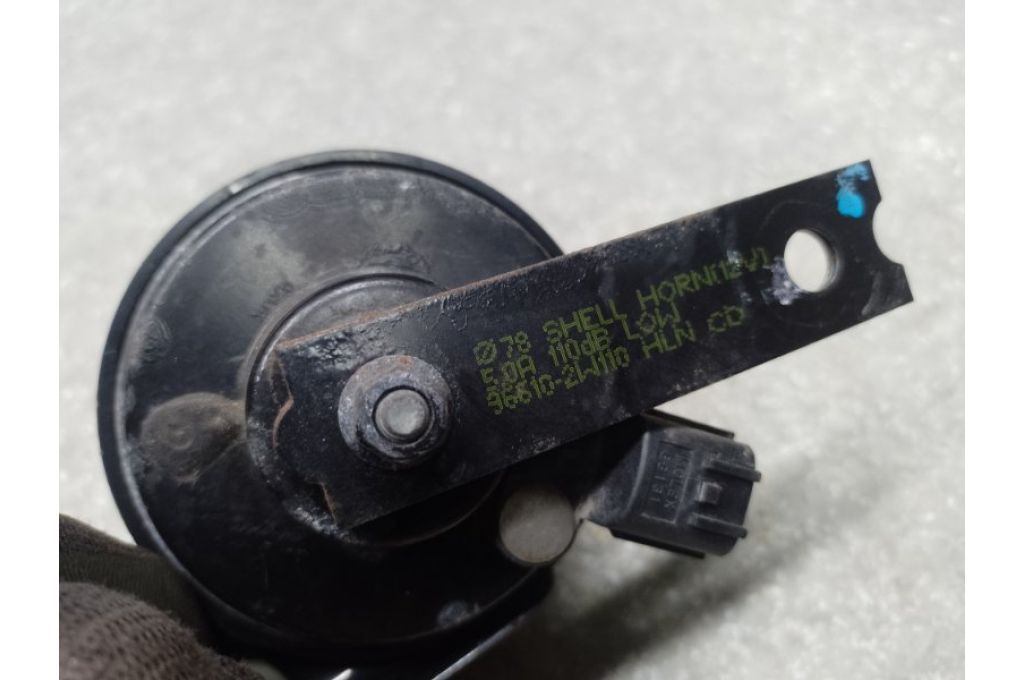 Ø78 SHELL HORN(12V)
5.0A 110dB LOW
96610-2W110 HLN CD